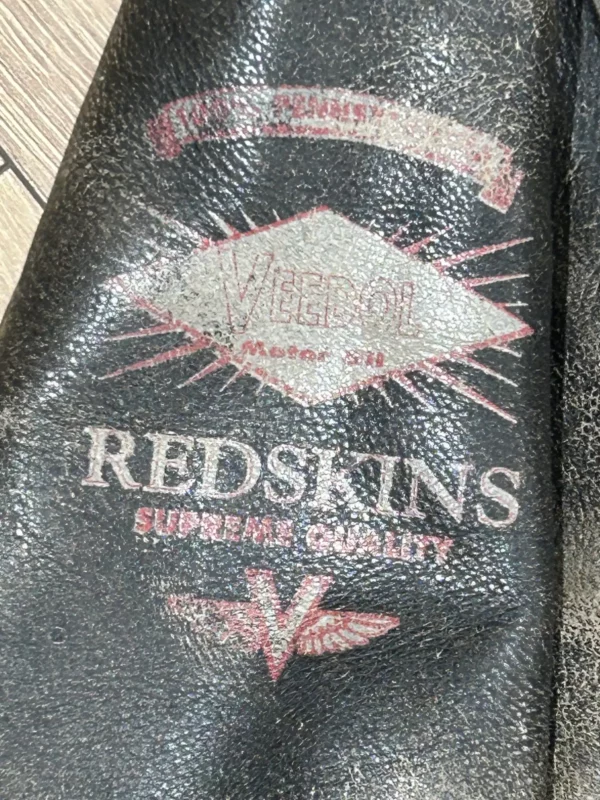 VEEDOL
Motor Oil
REDSKINS
SUPREME QUALITY
V